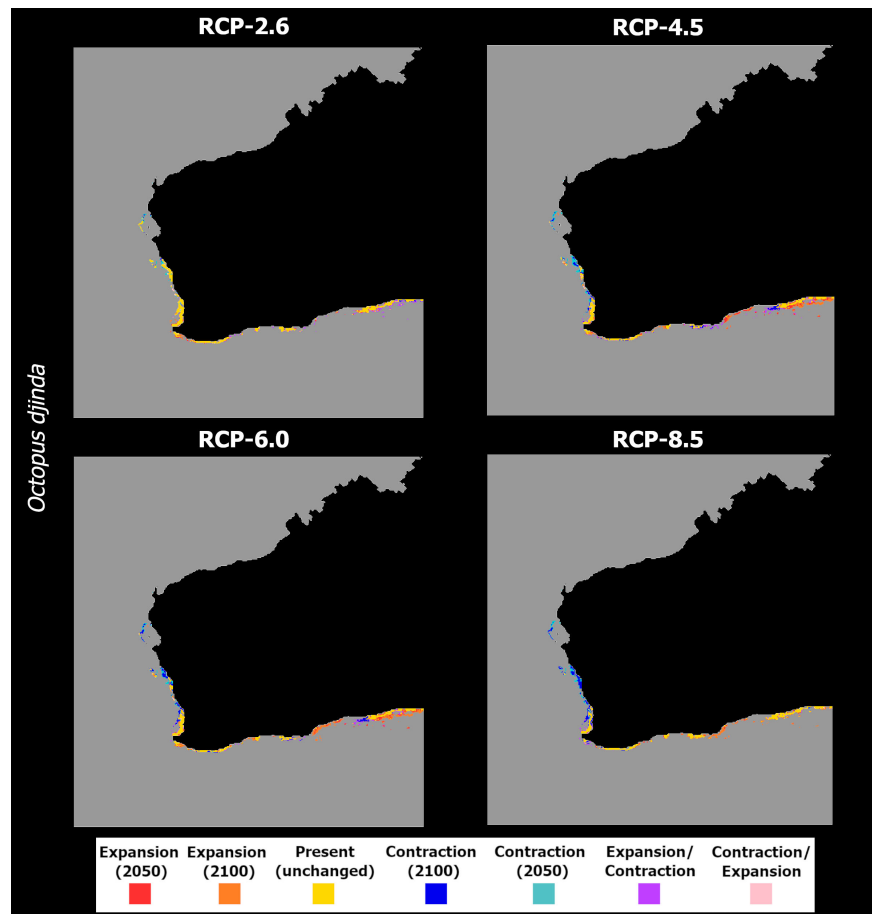 RCP-2.6
RCP-4.5
Octopus djinda
RCP-6.0
RCP-8.5
Expansion (2050)
Expansion (2100)
Present (unchanged)
Contraction (2100)
Contraction (2050)
Expansion/ Contraction
Contraction/ Expansion